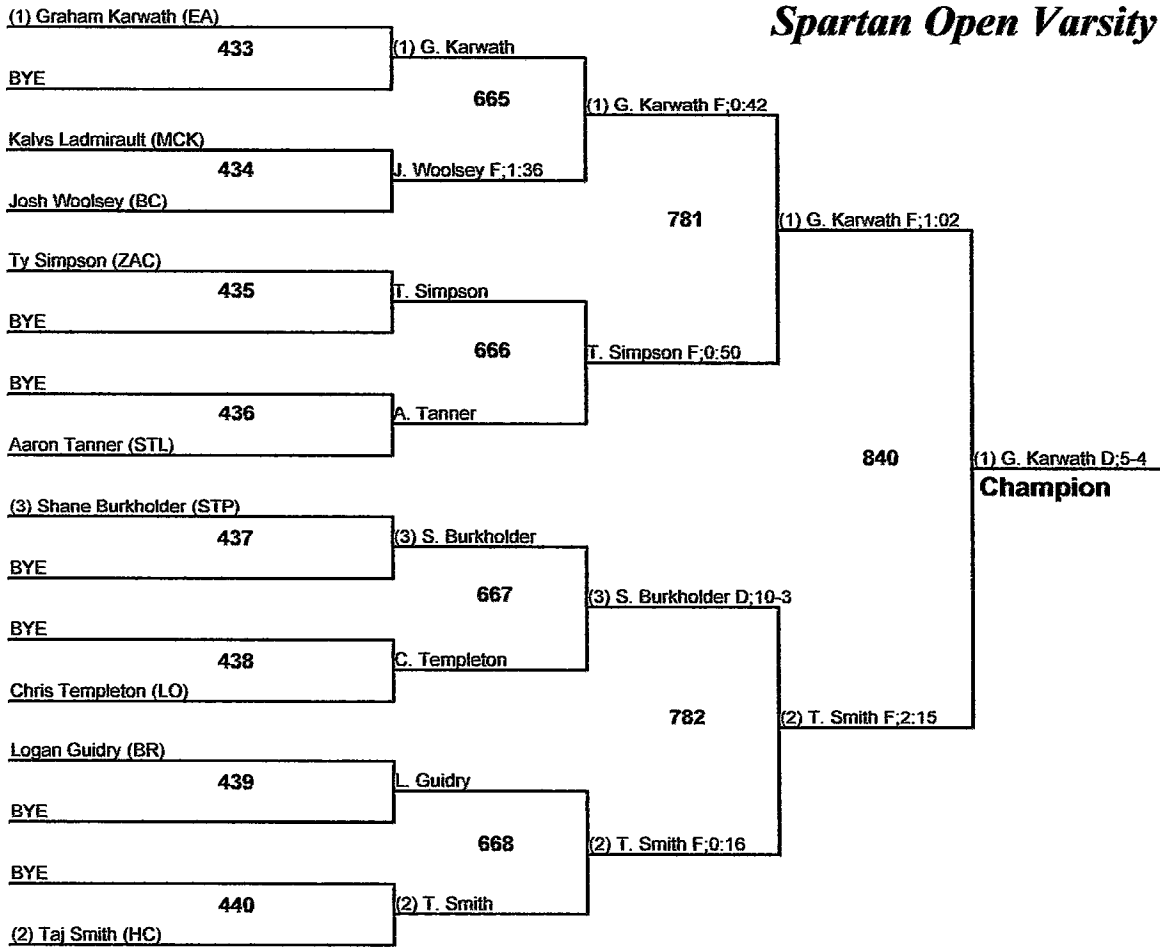 Spartan Open Varsity
(1) Graham Karwath (EA)
433
BYE
(1) G. Karwath
665
(1) G. Karwath F;0:42
Kalvs Ladmirault (MCK)
434
Josh Woolsey (BC)
J. Woolsey F;1:36
781
(1) G. Karwath F;1:02
Ty Simpson (ZAC)
435
BYE
T. Simpson
666
T. Simpson F;0:50
BYE
436
Aaron Tanner (STL)
A. Tanner
840
(1) G. Karwath D;5-4
Champion
(3) Shane Burkholder (STP)
437
BYE
(3) S. Burkholder
667
(3) S. Burkholder D;10-3
BYE
438
Chris Templeton (LO)
C. Templeton
782
(2) T. Smith F;2:15
Logan Guidry (BR)
439
BYE
L. Guidry
668
(2) T. Smith F;0:16
BYE
440
(2) Taj Smith (HC)
(2) T. Smith